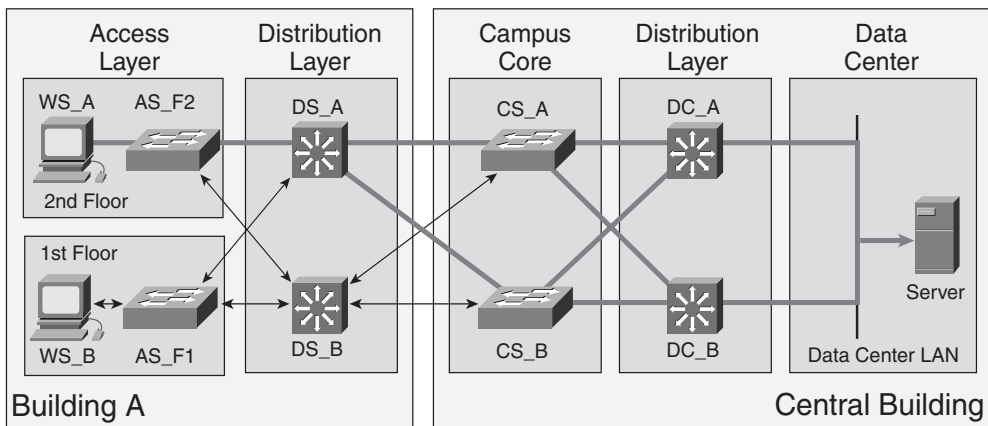 Access
Layer
Distribution
Layer
Campus
Core
Distribution
Layer
Data
Center
WS_A
AS_F2
DS_A
CS_A
DC_A
2nd Floor
1st Floor
Server
WS_B
AS_F1
DS_B
CS_B
DC_B
Data Center LAN
Building A
Central Building